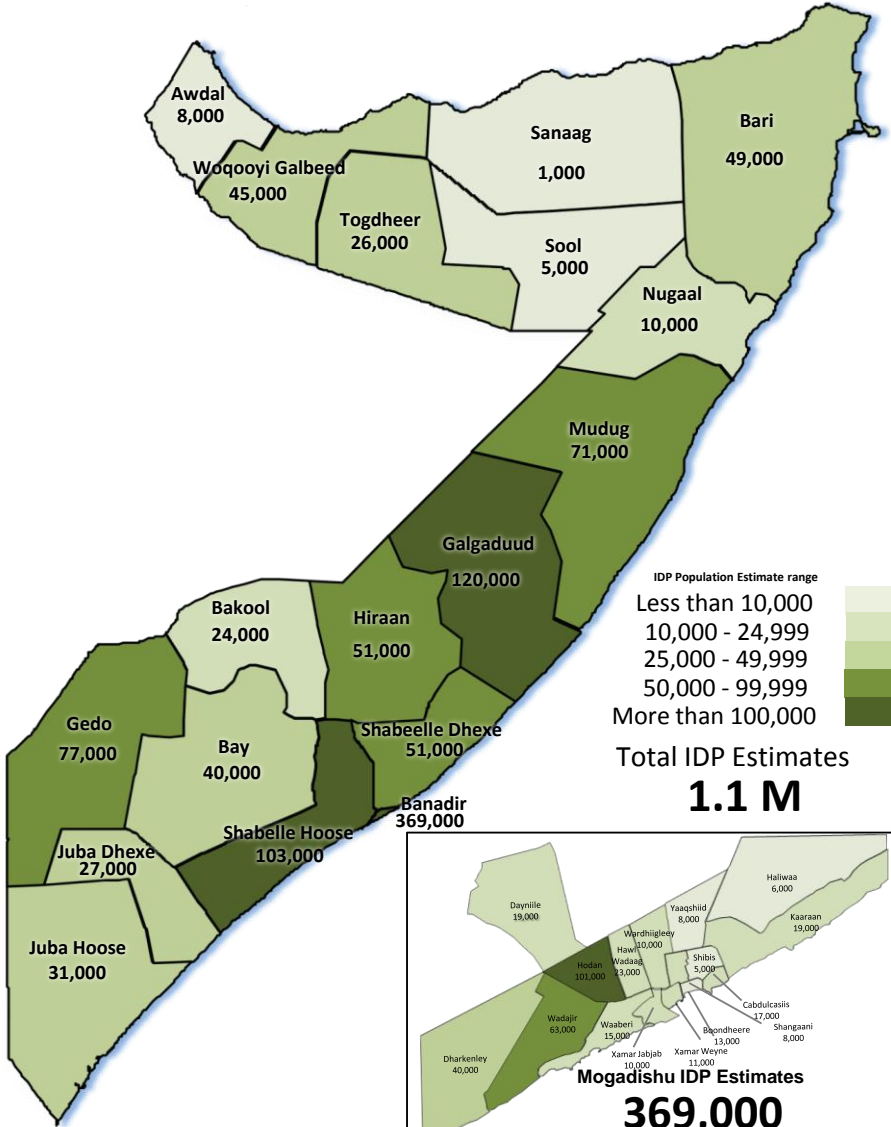 Awdal
8,000
Woqooyi Galbeed
45,000
Togdheer
26,000
Sanaag
1,000
Sool
5,000
Bari
49,000
Nugaal
10,000
Mudug
71,000
Galgaduud
120,000
Hiraan
51,000
Bakool
24,000
Gedo
77,000
Bay
40,000
Shabeelle Dhexe
51,000
Banadir
369,000
Shabelle Hoose
103,000
Juba Dhexe
27,000
Juba Hoose
31,000
IDP Population Estimate range
Less than 10,000
10,000 - 24,999
25,000 - 49,999
50,000 - 99,999
More than 100,000
Total IDP Estimates
1.1 M
Dayniile
19,000
Haliwaa
6,000
Yaaqshiid
8,000
Kaaraan
19,000
Wardhiigleey
10,000
Hawl
Wadaag
23,000
Hodan
101,000
Shibis
5,000
Cabdulcasiis
17,000
Shangaani
8,000
Boondheere
13,000
Xamar Weyne
11,000
Xamar Jabjab
10,000
Waaberi
15,000
Wadajir
63,000
Dharkenley
40,000
Mogadishu IDP Estimates
369,000